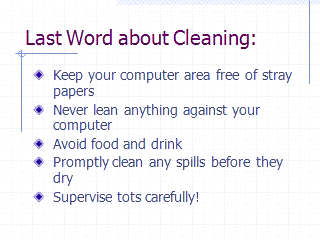 Last Word about Cleaning:
Keep your computer area free of stray
papers
Never lean anything against your
computer
Avoid food and drink
Promptly clean any spills before they
dry
Supervise tots carefully!